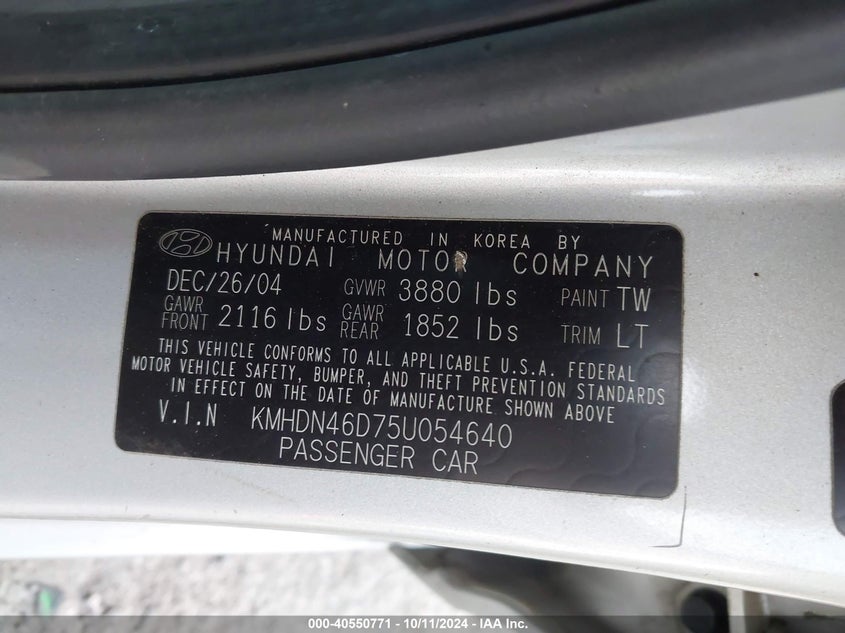 MANUFACTURED IN KOREA BY
HYUNDAI MOTOR COMPANY
DEC/26/04 GVWR 3880 lbs PAINT TW
GAWR FRONT 2116 lbs GAWR REAR 1852 lbs TRIM LT
THIS VEHICLE CONFORMS TO ALL APPLICABLE U.S.A. FEDERAL
MOTOR VEHICLE SAFETY, BUMPER, AND THEFT PREVENTION STANDARDS
IN EFFECT ON THE DATE OF MANUFACTURE SHOWN ABOVE
V.I.N KMHDN46D75U054640
PASSENGER CAR
000-40550771 - 10/11/2024 - IAA Inc.